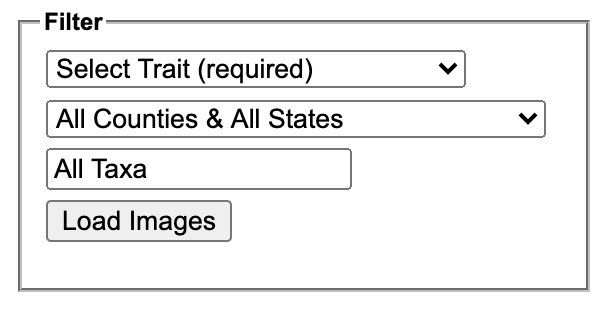 Filter
Select Trait (required)
All Counties & All States
All Taxa
Load Images